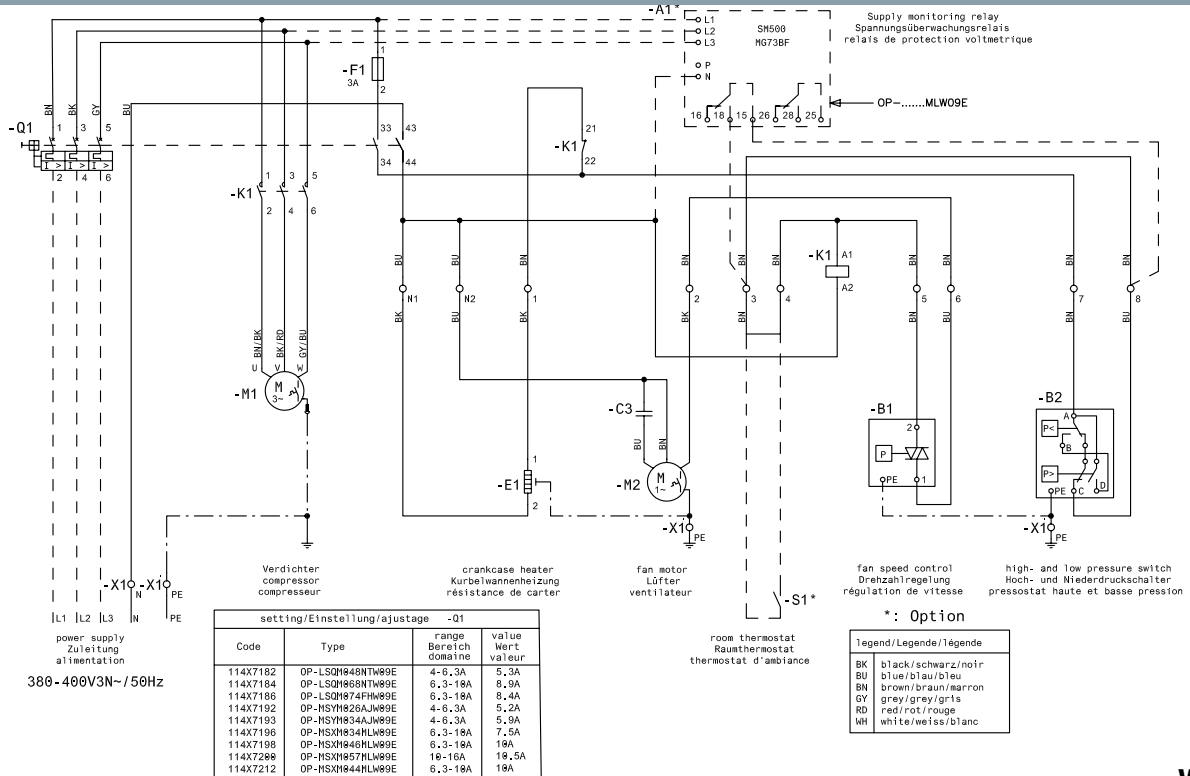 -A1*
L1
L2
L3
P
N
SM500
MG73BF
16 18 15 26 28 25
Supply monitoring relay
Spannungsüberwachungsrelais
relais de protection voltmetrique
OP-......MLW09E
-F1
3A
1
2
BN BK GY BU
-Q1
1 3 5
I > I > I >
2 4 6
33 43
34 44
-K1
21
22
-K1
1 3 5
2 4 6
-K1
A1
A2
BU BU BN BN BN BN BN BN BN BN
N1 N2 1 2 3 4 5 6 7 8
BK BU BK BK BN BN BN BU BN BU
BN/BK BK/RD GY/BU
U V W
-M1
M
3~
-C3
BU BN
-M2
M
1~
-E1
1
2
-B1
2
P
PE 1
-B2
A
P<
B
P>
D
PE C
-X1
PE
-X1
PE
-X1
N
-X1
PE
-S1*
L1 L2 L3 N PE
power supply
Zuleitung
alimentation
380-400V3N~/50Hz
Verdichter
compressor
compresseur
crankcase heater
Kurbelwannenheizung
résistance de carter
fan motor
Lüfter
ventilateur
room thermostat
Raumthermostat
thermostat d'ambiance
fan speed control
Drehzahlregelung
régulation de vitesse
high- and low pressure switch
Hoch- und Niederdruckschalter
pressostat haute et basse pression
*: Option
setting/Einstellung/ajustage -Q1
Code Type range Bereich domaine value Wert valeur
114X7182 OP-LSQM048NTW09E 4-6.3A 5.3A
114X7184 OP-LSQM068NTW09E 6.3-10A 8.9A
114X7186 OP-LSQM074FHW09E 6.3-10A 8.4A
114X7192 OP-MSYM026AJW09E 4-6.3A 5.2A
114X7193 OP-MSYM034AJW09E 4-6.3A 5.9A
114X7196 OP-MSXM034MLW09E 6.3-10A 7.5A
114X7198 OP-MSXM046MLW09E 6.3-10A 10A
114X7200 OP-MSXM057MLW09E 10-16A 10.5A
114X7212 OP-MSXM044MLW09E 6.3-10A 10A
legend/Legende/légende
BK black/schwarz/noir
BU blue/blau/bleu
BN brown/braun/marron
GY grey/grey/gris
RD red/rot/rouge
WH white/weiss/blanc